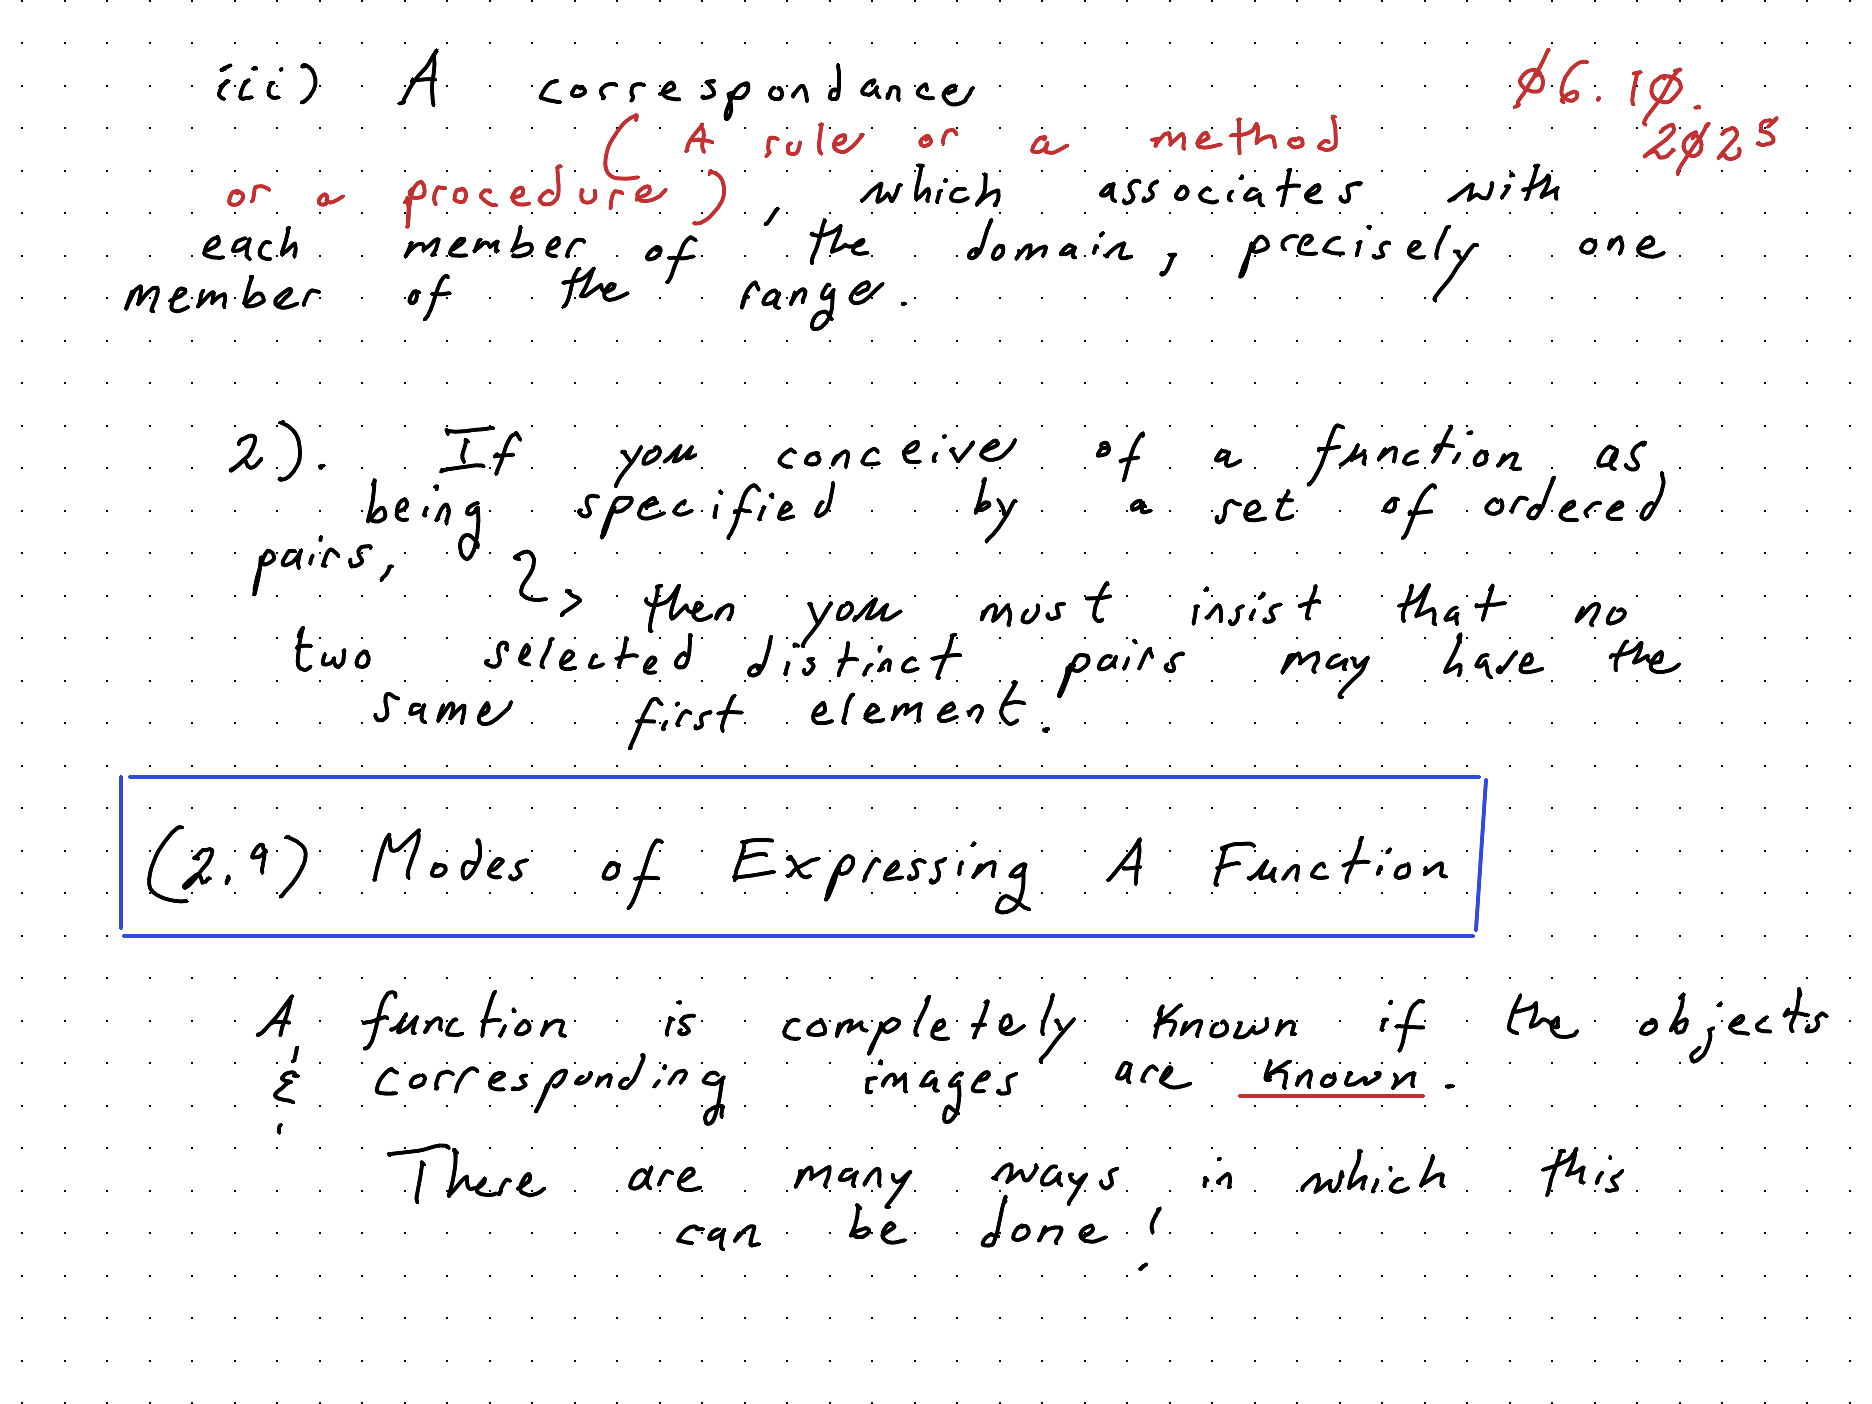 iii) A correspondance
06.10.
2025
(A rule or a method
or a procedure), which associates with
each member of the domain, precisely one
member of the range.
2). If you conceive of a function as
being specified by a set of ordered
pairs,
then you must insist that no
two selected distinct pairs may have the
same first element.
(2.9) Modes of Expressing A Function
A function is completely known if the objects
& corresponding images are known.
There are many ways in which this
can be done!